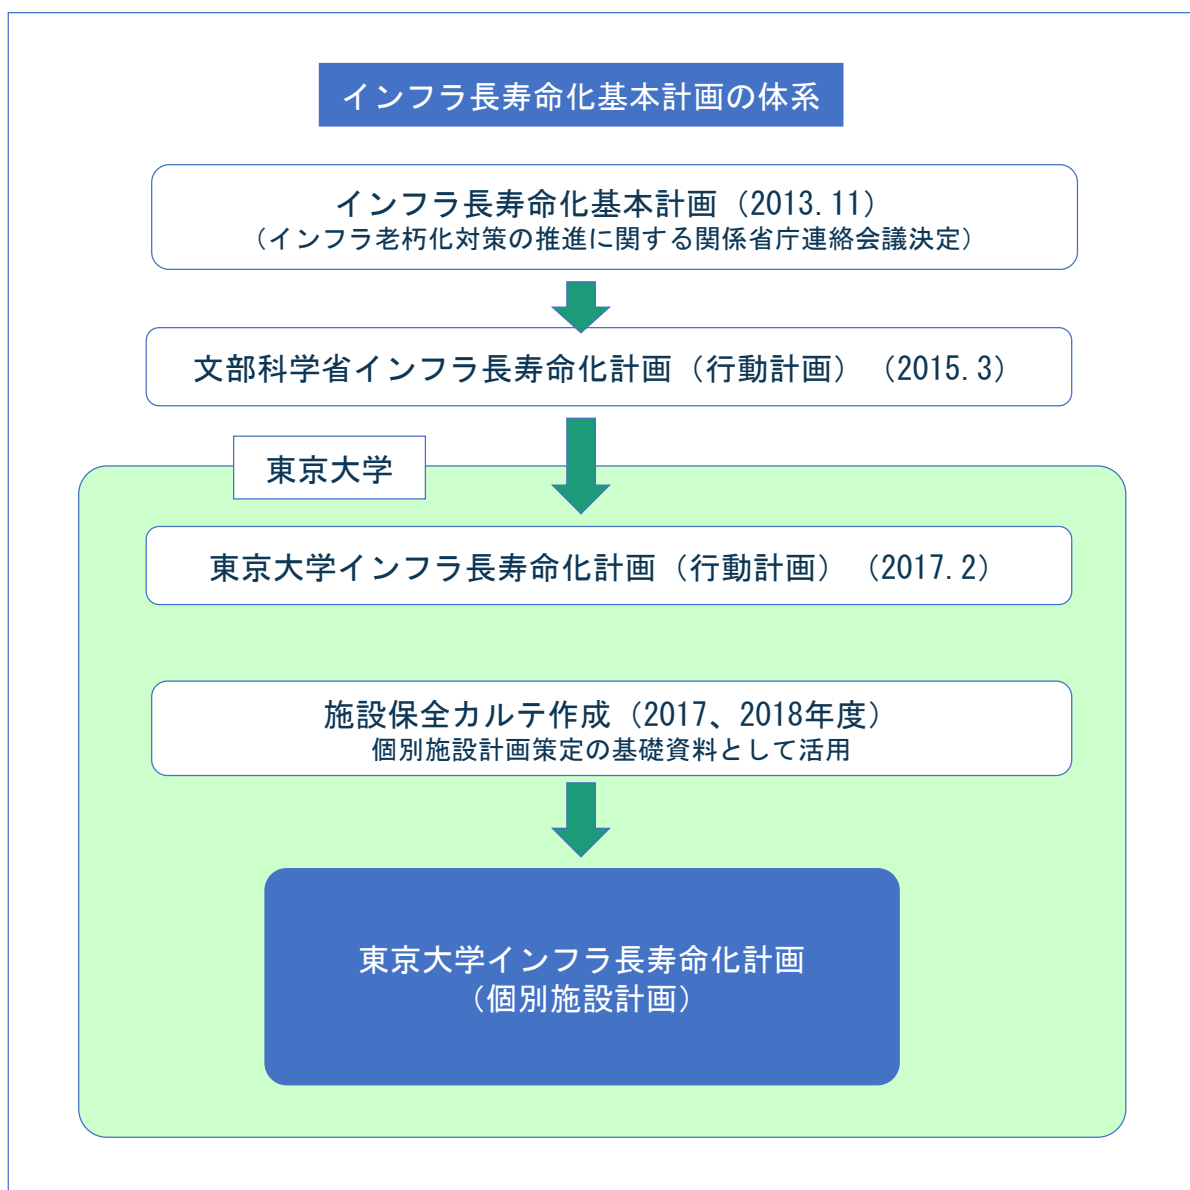 インフラ長寿命化基本計画の体系
インフラ長寿命化基本計画（2013.11）
（インフラ老朽化対策の推進に関する関係省庁連絡会議決定）
文部科学省インフラ長寿命化計画（行動計画）（2015.3）
東京大学
東京大学インフラ長寿命化計画（行動計画）（2017.2）
施設保全カルテ作成（2017、2018年度）
個別施設計画策定の基礎資料として活用
東京大学インフラ長寿命化計画
（個別施設計画）